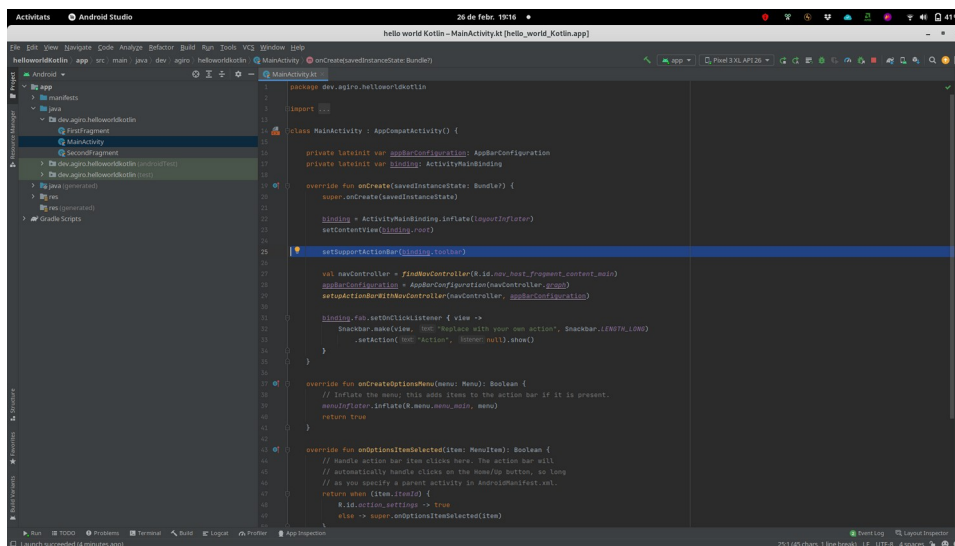 Activitats Android Studio 26 de febr. 19:16 41
hello world Kotlin – MainActivity.kt [hello_world_Kotlin.app]
File Edit View Navigate Code Analyze Refactor Build Run Tools VCS Window Help
helloworldKotlin app src main java dev agiro helloworldkotlin MainActivity onCreate(savedInstanceState: Bundle?) app Pixel 3 XL API 26
Project
Android
MainActivity.kt
app
manifests
java
dev.agiro.helloworldkotlin
FirstFragment
MainActivity
SecondFragment
dev.agiro.helloworldkotlin (androidTest)
dev.agiro.helloworldkotlin (test)
java (generated)
res
res (generated)
Gradle Scripts
Resource Manager
Structure
Favorites
Build Variants
package dev.agiro.helloworldkotlin
import ...
class MainActivity : AppCompatActivity() {
private lateinit var appBarConfiguration: AppBarConfiguration
private lateinit var binding: ActivityMainBinding
override fun onCreate(savedInstanceState: Bundle?) {
super.onCreate(savedInstanceState)
binding = ActivityMainBinding.inflate(layoutInflater)
setContentView(binding.root)
25 setSupportActionBar(binding.toolbar)
val navController = findNavController(R.id.nav_host_fragment_content_main)
appBarConfiguration = AppBarConfiguration(navController.graph)
setupActionBarWithNavController(navController, appBarConfiguration)
binding.fab.setOnClickListener { view ->
Snackbar.make(view, text: "Replace with your own action", Snackbar.LENGTH_LONG)
.setAction( text: "Action", listener: null).show()
}
}
override fun onCreateOptionsMenu(menu: Menu): Boolean {
// Inflate the menu; this adds items to the action bar if it is present.
menuInflater.inflate(R.menu.menu_main, menu)
return true
}
override fun onOptionsItemSelected(item: MenuItem): Boolean {
// Handle action bar item clicks here. The action bar will
// automatically handle clicks on the Home/Up button, so long
// as you specify a parent activity in AndroidManifest.xml.
return when (item.itemId) {
R.id.action_settings -> true
else -> super.onOptionsItemSelected(item)
}
Run TODO Problems Terminal Build Logcat Profiler App Inspection Event Log Layout Inspector
Launch succeeded (4 minutes ago) 25:1 (45 chars, 1 line break) LF UTF-8 4 spaces